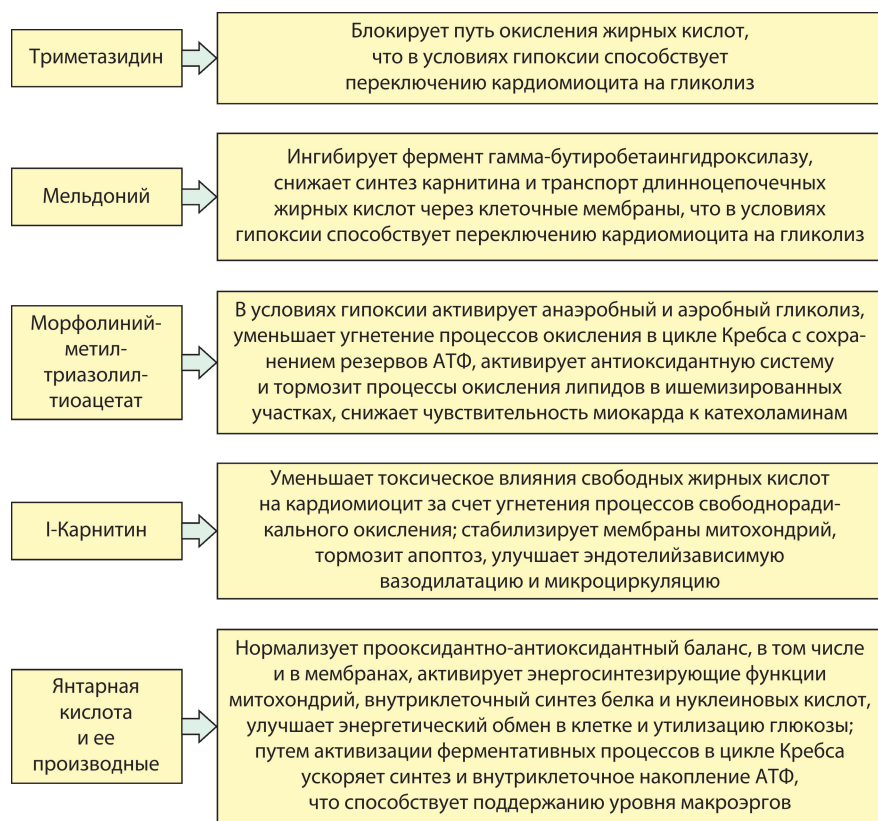 Триметазидин
Блокирует путь окисления жирных кислот,
что в условиях гипоксии способствует
переключению кардиомиоцита на гликолиз
Мельдоний
Ингибирует фермент гамма-бутиробетаингидроксилазу,
снижает синтез карнитина и транспорт длинноцепочечных
жирных кислот через клеточные мембраны, что в условиях
гипоксии способствует переключению кардиомиоцита на гликолиз
Морфолиний-
метил-
триазолил-
тиоацетат
В условиях гипоксии активирует анаэробный и аэробный гликолиз,
уменьшает угнетение процессов окисления в цикле Кребса с сохра-
нением резервов АТФ, активирует антиоксидантную систему
и тормозит процессы окисления липидов в ишемизированных
участках, снижает чувствительность миокарда к катехоламинам
I-Карнитин
Уменьшает токсическое влияния свободных жирных кислот
на кардиомиоцит за счет угнетения процессов свободноради-
кального окисления; стабилизирует мембраны митохондрий,
тормозит апоптоз, улучшает эндотелийзависимую
вазодилатацию и микроциркуляцию
Янтарная
кислота
и ее
производные
Нормализует прооксидантно-антиоксидантный баланс, в том числе
и в мембранах, активирует энергосинтезирующие функции
митохондрий, внутриклеточный синтез белка и нуклеиновых кислот,
улучшает энергетический обмен в клетке и утилизацию глюкозы;
путем активизации ферментативных процессов в цикле Кребса
ускоряет синтез и внутриклеточное накопление АТФ,
что способствует поддержанию уровня макроэргов